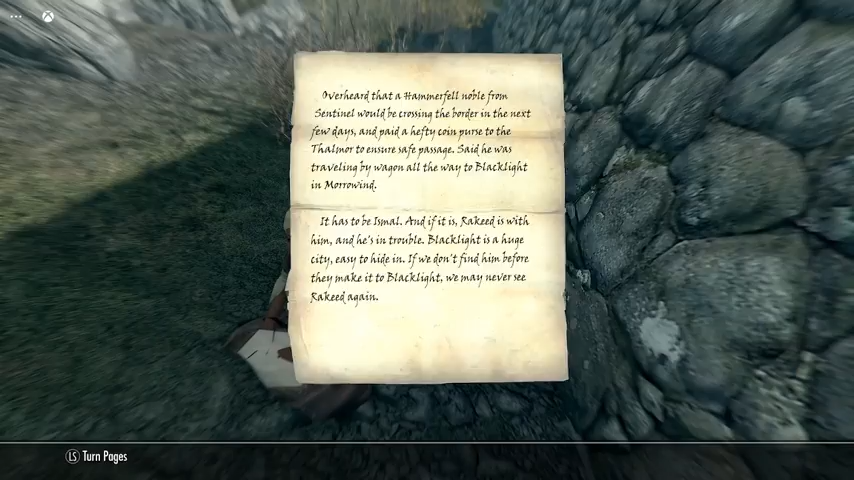 Overheard that a Hammerfell noble from
Sentinel would be crossing the border in the next
few days, and paid a hefty coin purse to the
Thalmor to ensure safe passage. Said he was
traveling by wagon all the way to Blacklight
in Morrowind.
It has to be Ismal. And if it is, Rakeed is with
him, and he's in trouble. Blacklight is a huge
city, easy to hide in. If we don't find him before
they make it to Blacklight, we may never see
Rakeed again.
LS Turn Pages